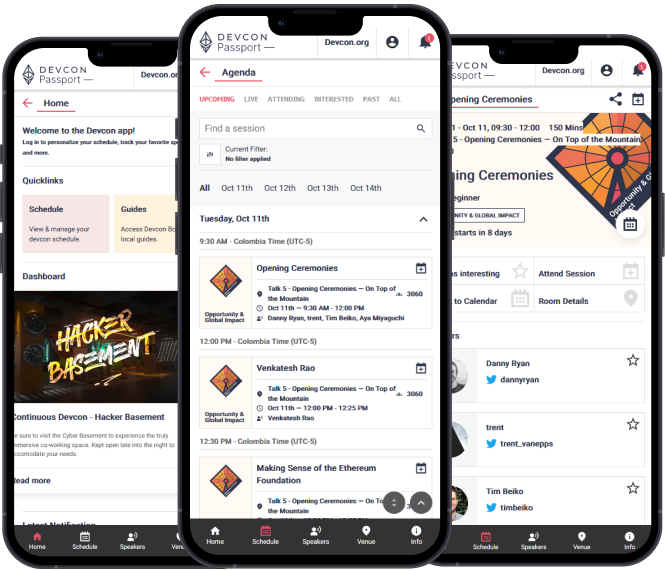 DEVCON
Passport —
Devcon.or
Home
Welcome to the Devcon app!
Log in to personalize your schedule, track your favorite sp
and more.
Quicklinks
Schedule
View & manage your
devcon schedule.
Guides
Access Devcon Bo
local guides.
Dashboard
HACKER
BASEMENT
Continuous Devcon - Hacker Basement
e sure to visit the Cyber Basement to experience the truly
mmersive co-working space. Kept open late into the night to
ccomodate your needs.
Read more
Latest Notification
Home
Schedule
Speakers
Venu
DEVCON
Passport —
Devcon.org
1
Agenda
UPCOMING LIVE ATTENDING INTERESTED PAST ALL
Find a session
Current Filter:
No filter applied
All Oct 11th Oct 12th Oct 13th Oct 14th
Tuesday, Oct 11th
9:30 AM - Colombia Time (UTC-5)
Opening Ceremonies
Talk 5 - Opening Ceremonies — On Top of
the Mountain
3060
Oct 11th — 9:30 AM - 12:00 PM
Danny Ryan, trent, Tim Beiko, Aya Miyaguchi
Opportunity &
Global Impact
12:00 PM - Colombia Time (UTC-5)
Venkatesh Rao
Talk 5 - Opening Ceremonies — On Top of
the Mountain
3060
Oct 11th — 12:00 PM - 12:25 PM
Venkatesh Rao
Opportunity &
Global Impact
12:30 PM - Colombia Time (UTC-5)
Making Sense of the Ethereum
Foundation
Talk 5 - Opening Ceremonies — On Top of
the Mountain
Home
Schedule
Speakers
Venue
Info
EVCON
assport —
Devcon.org
1
pening Ceremonies
1 - Oct 11, 09:30 - 12:00 150 Mins
5 - Opening Ceremonies — On Top of the Mountain
ing Ceremonies
eginner
NITY & GLOBAL IMPACT
starts in 8 days
Opportunity & Gl
Impact
as interesting
Attend Session
to Calendar
Room Details
ers
Danny Ryan
dannyryan
trent
trent_vanepps
Tim Beiko
timbeiko
Schedule
Speakers
Venue
Info